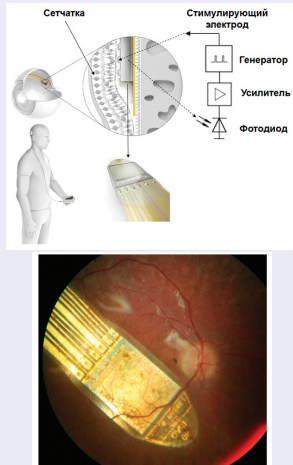 Сетчатка
Стимулирующий
электрод
Генератор
Усилитель
Фотодиод